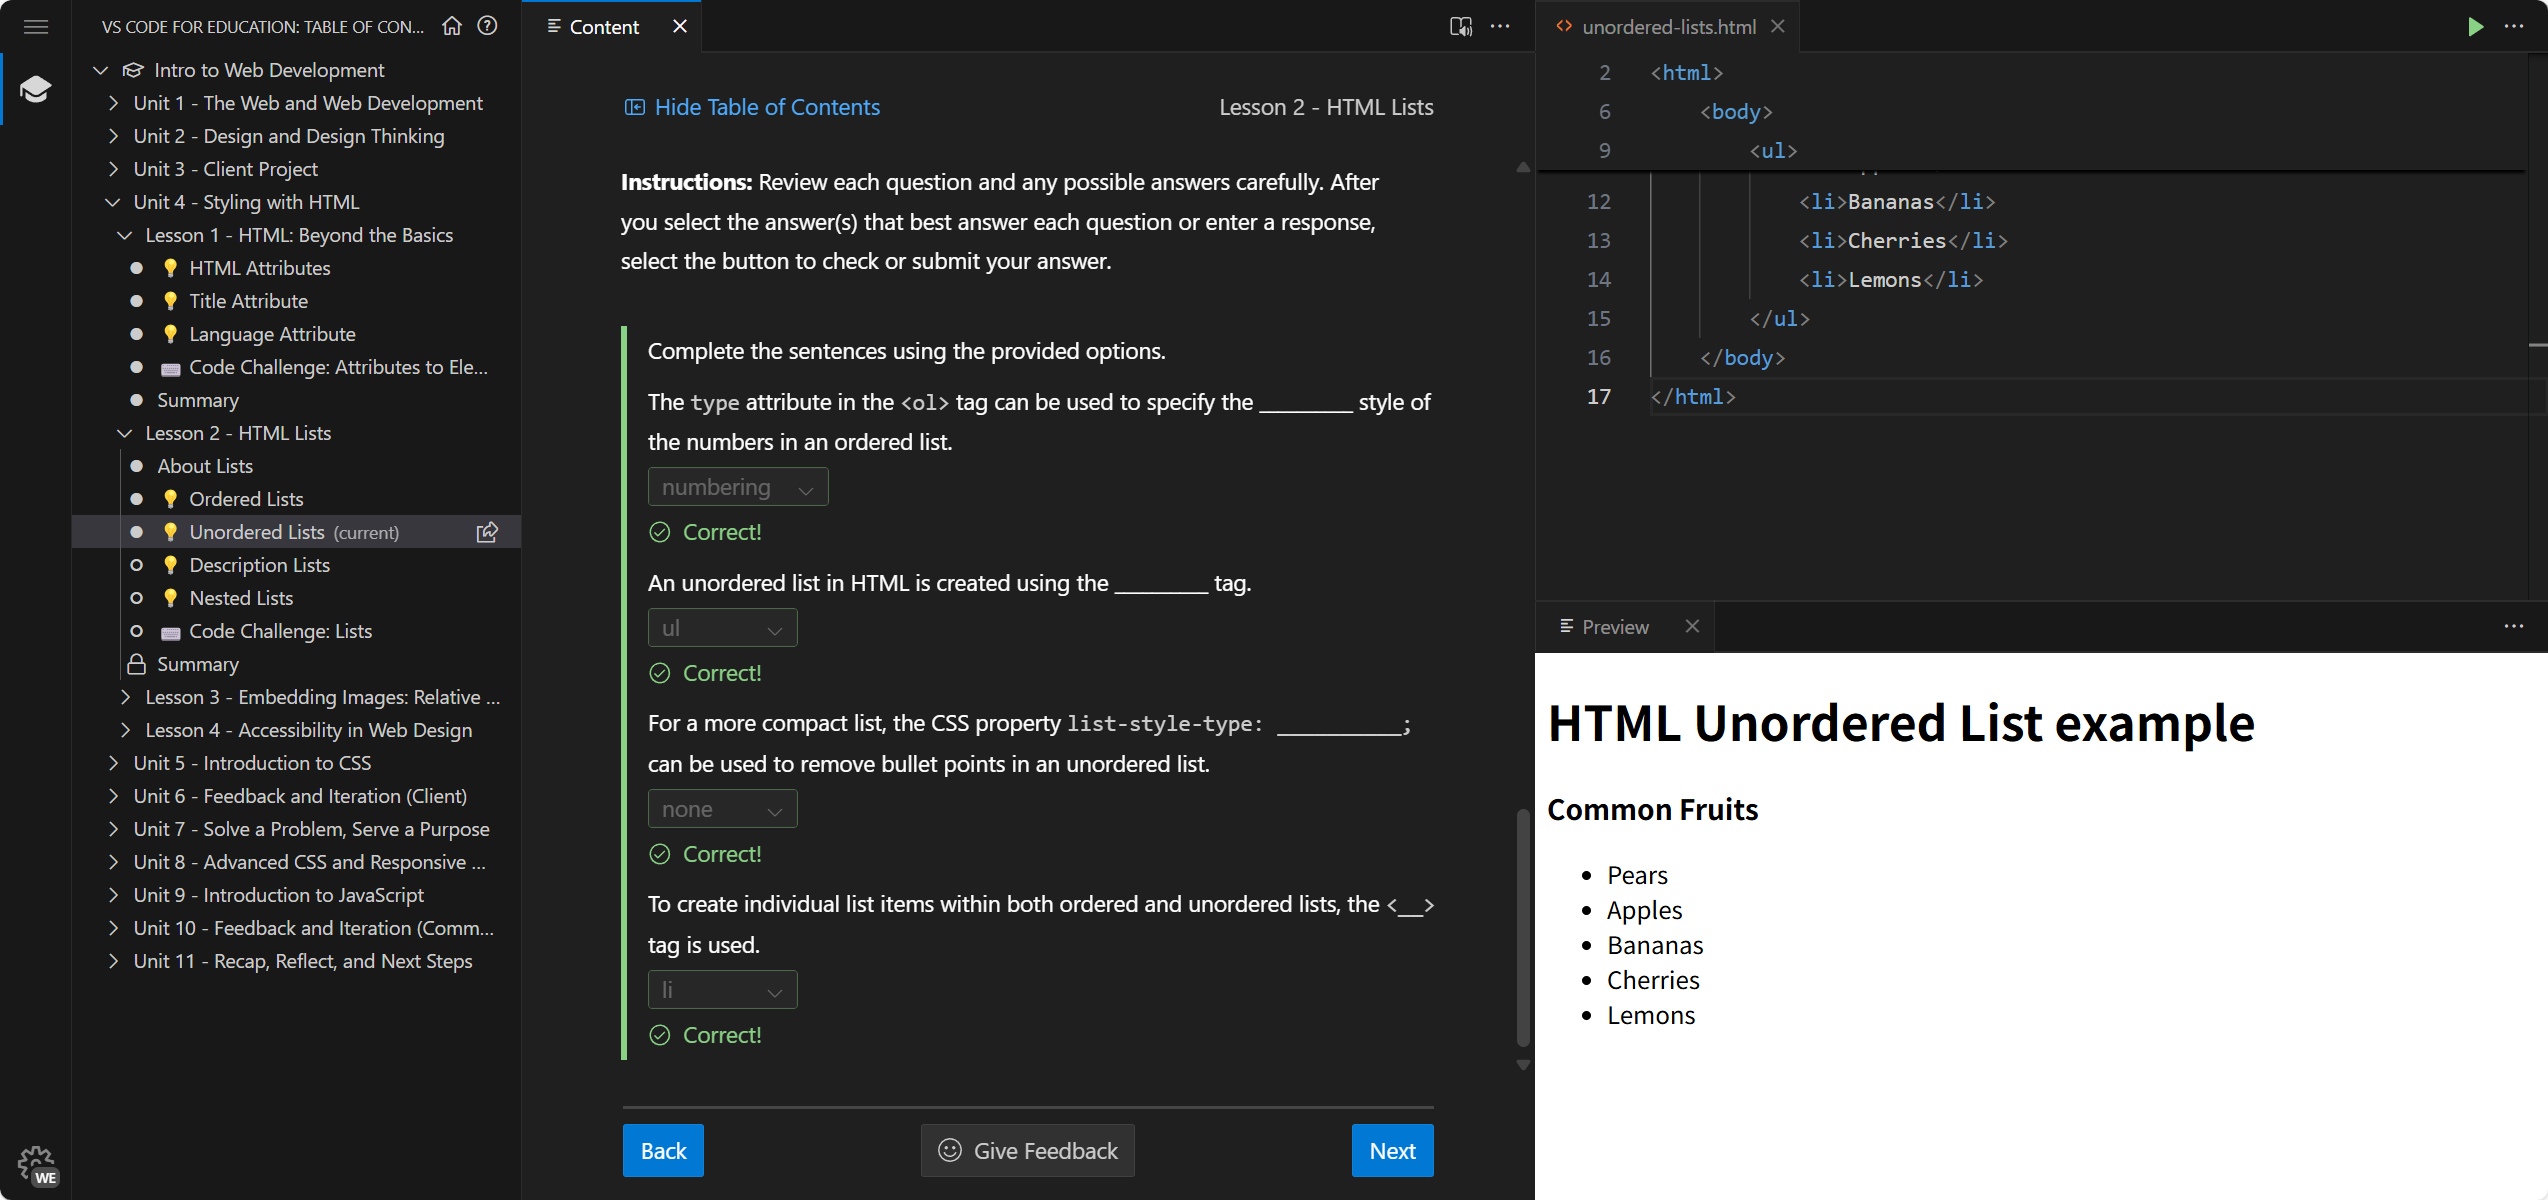 VS CODE FOR EDUCATION: TABLE OF CON...
Intro to Web Development
Unit 1 - The Web and Web Development
Unit 2 - Design and Design Thinking
Unit 3 - Client Project
Unit 4 - Styling with HTML
Lesson 1 - HTML: Beyond the Basics
HTML Attributes
Title Attribute
Language Attribute
Code Challenge: Attributes to Ele...
Summary
Lesson 2 - HTML Lists
About Lists
Ordered Lists
Unordered Lists (current)
Description Lists
Nested Lists
Code Challenge: Lists
Summary
Lesson 3 - Embedding Images: Relative ...
Lesson 4 - Accessibility in Web Design
Unit 5 - Introduction to CSS
Unit 6 - Feedback and Iteration (Client)
Unit 7 - Solve a Problem, Serve a Purpose
Unit 8 - Advanced CSS and Responsive ...
Unit 9 - Introduction to JavaScript
Unit 10 - Feedback and Iteration (Comm...
Unit 11 - Recap, Reflect, and Next Steps
WE
Content
Hide Table of Contents
Lesson 2 - HTML Lists
Instructions: Review each question and any possible answers carefully. After
you select the answer(s) that best answer each question or enter a response,
select the button to check or submit your answer.
Complete the sentences using the provided options.
The type attribute in the <ol> tag can be used to specify the _________ style of
the numbers in an ordered list.
numbering
Correct!
An unordered list in HTML is created using the _________ tag.
ul
Correct!
For a more compact list, the CSS property list-style-type: __________;
can be used to remove bullet points in an unordered list.
none
Correct!
To create individual list items within both ordered and unordered lists, the <__>
tag is used.
li
Correct!
Back
Give Feedback
Next
unordered-lists.html
2 <html>
6 <body>
9 <ul>
12 <li>Bananas</li>
13 <li>Cherries</li>
14 <li>Lemons</li>
15 </ul>
16 </body>
17 </html>
Preview
HTML Unordered List example
Common Fruits
• Pears
• Apples
• Bananas
• Cherries
• Lemons